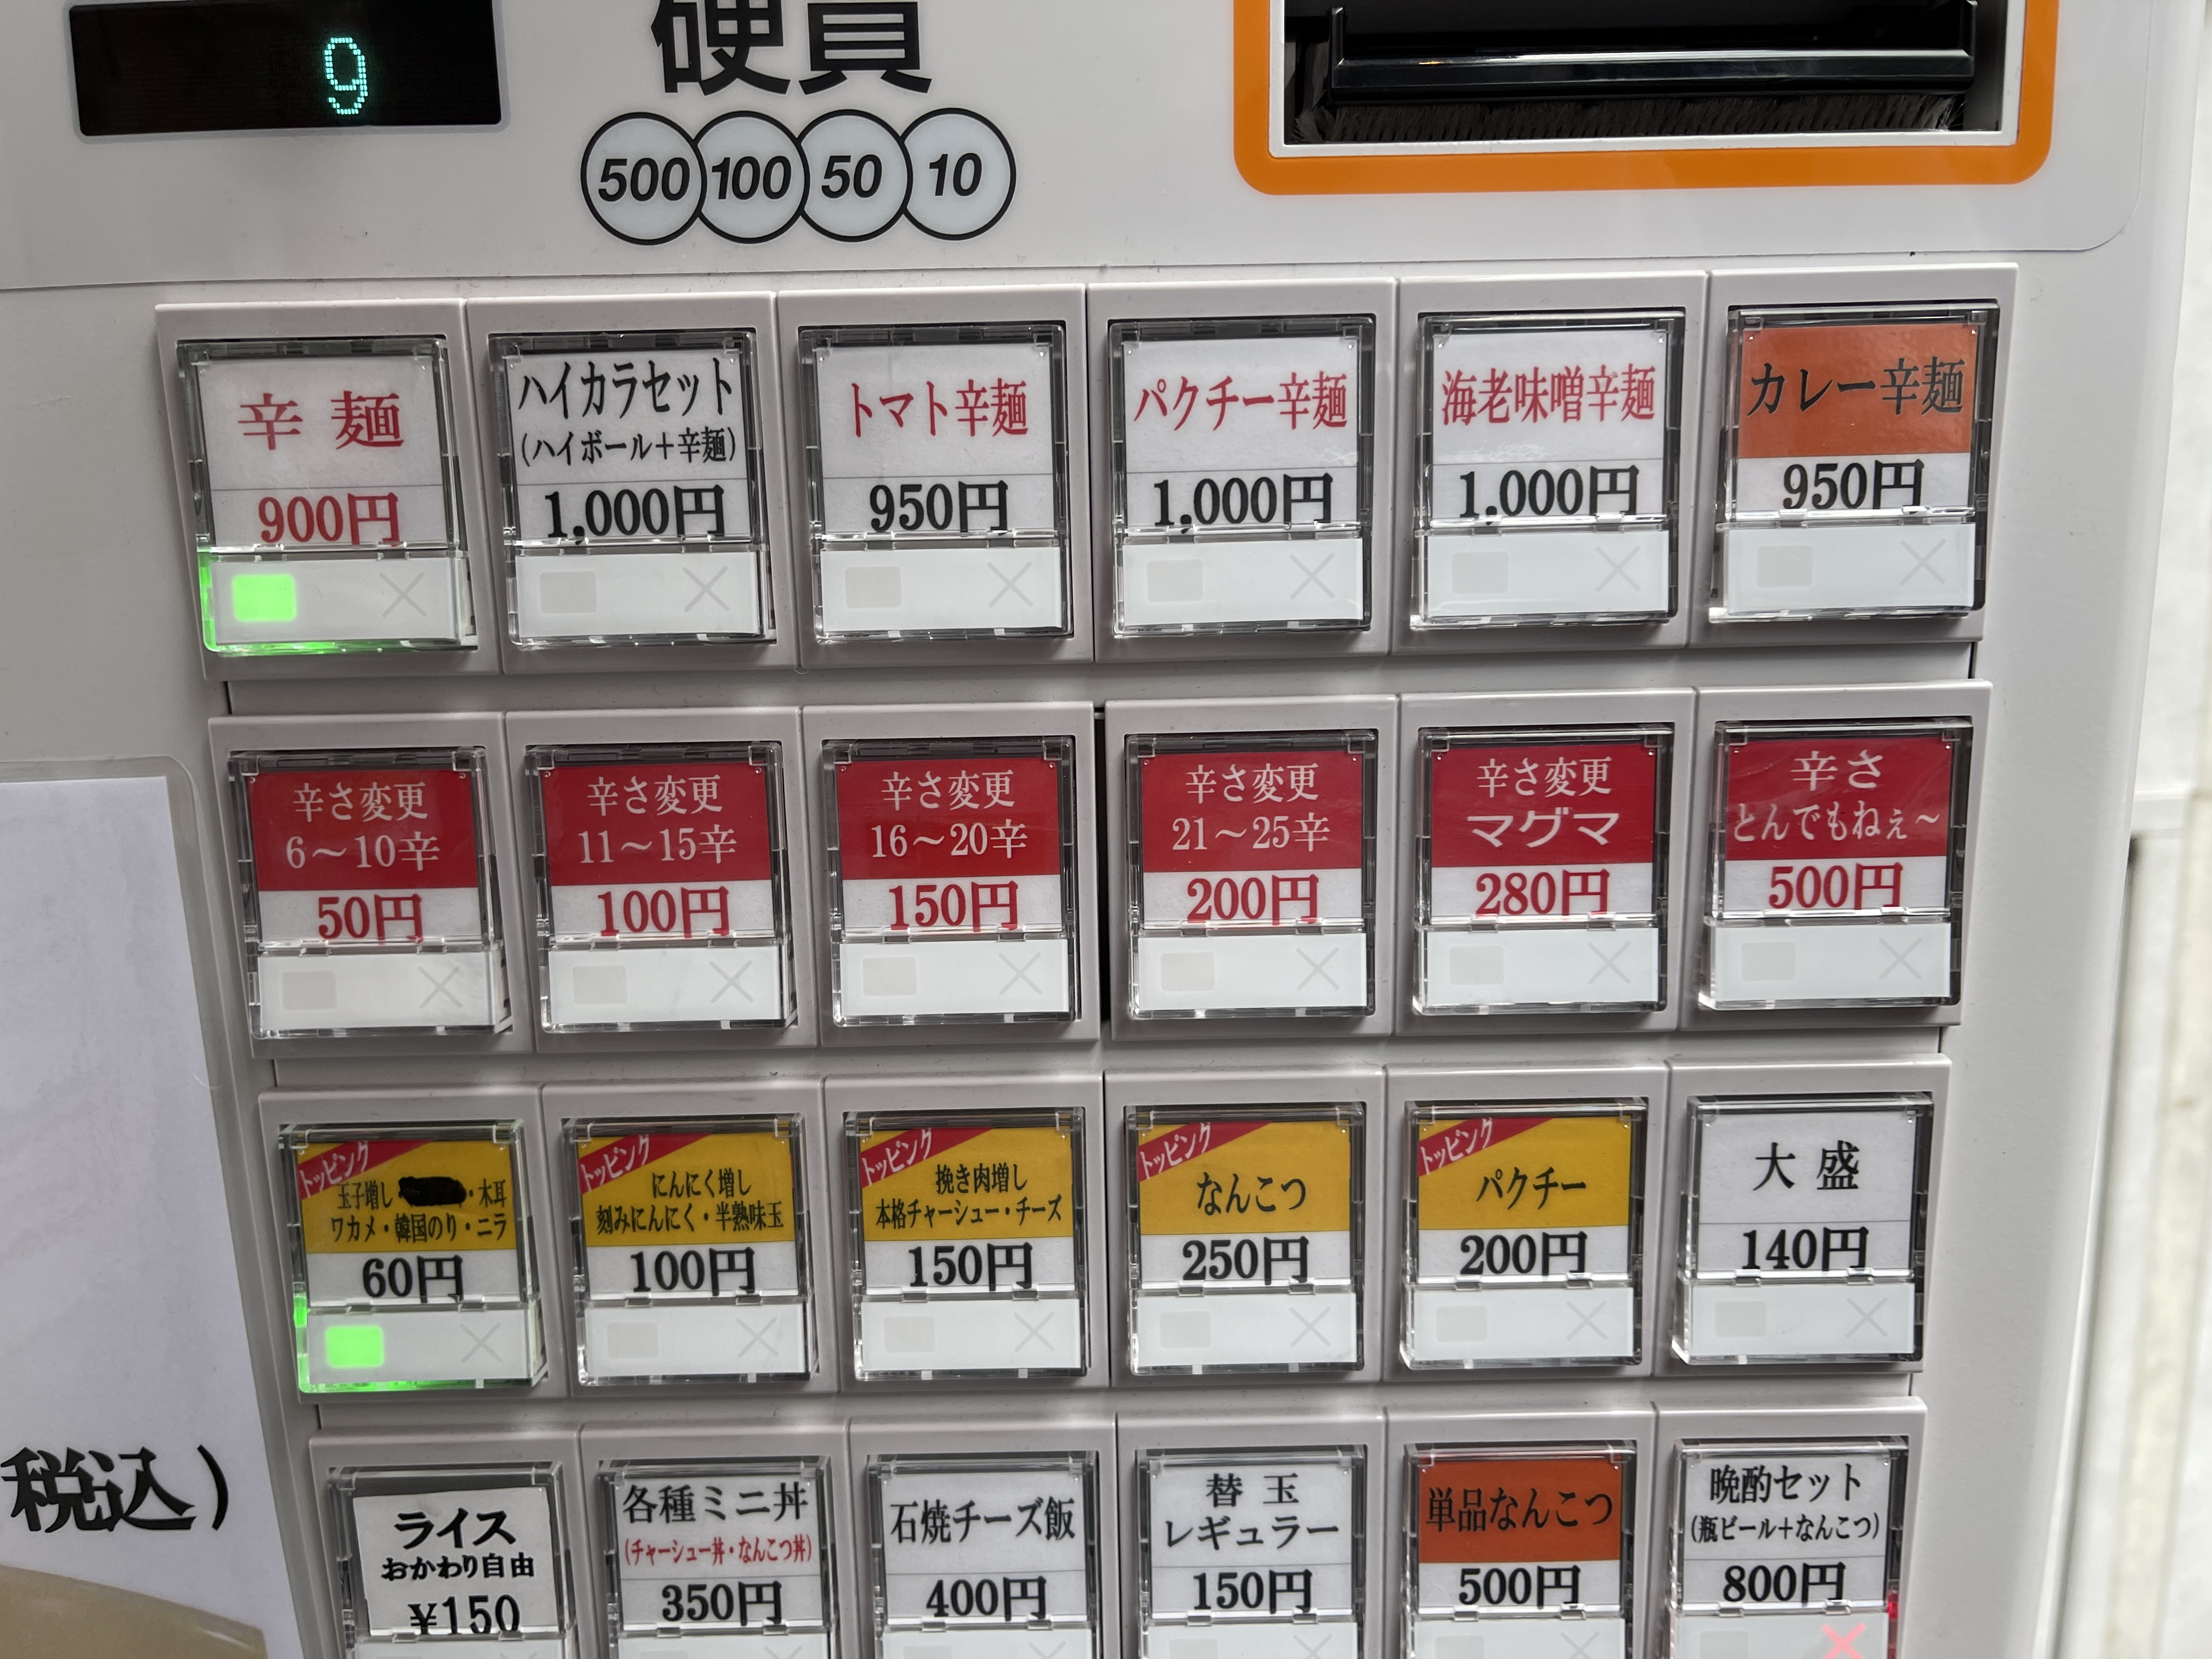 9
硬貨
500 100 50 10
辛 麺
900円
ハイカラセット
(ハイボール+辛麺)
1,000円
トマト辛麺
950円
パクチー辛麺
1,000円
海老味噌辛麺
1,000円
カレー辛麺
950円
辛さ変更
6～10辛
50円
辛さ変更
11～15辛
100円
辛さ変更
16～20辛
150円
辛さ変更
21～25辛
200円
辛さ変更
マグマ
280円
辛さ
とんでもねぇ～
500円
トッピング
玉子増し・木耳
ワカメ・韓国のり・ニラ
60円
トッピング
にんにく増し
刻みにんにく・半熟味玉
100円
トッピング
挽き肉増し
本格チャーシュー・チーズ
150円
トッピング
なんこつ
250円
トッピング
パクチー
200円
大 盛
140円
税込)
ライス
おかわり自由
¥150
各種ミニ丼
(チャーシュー丼・なんこつ丼)
350円
石焼チーズ飯
400円
替 玉
レギュラー
150円
単品なんこつ
500円
晩酌セット
(瓶ビール+なんこつ)
800円